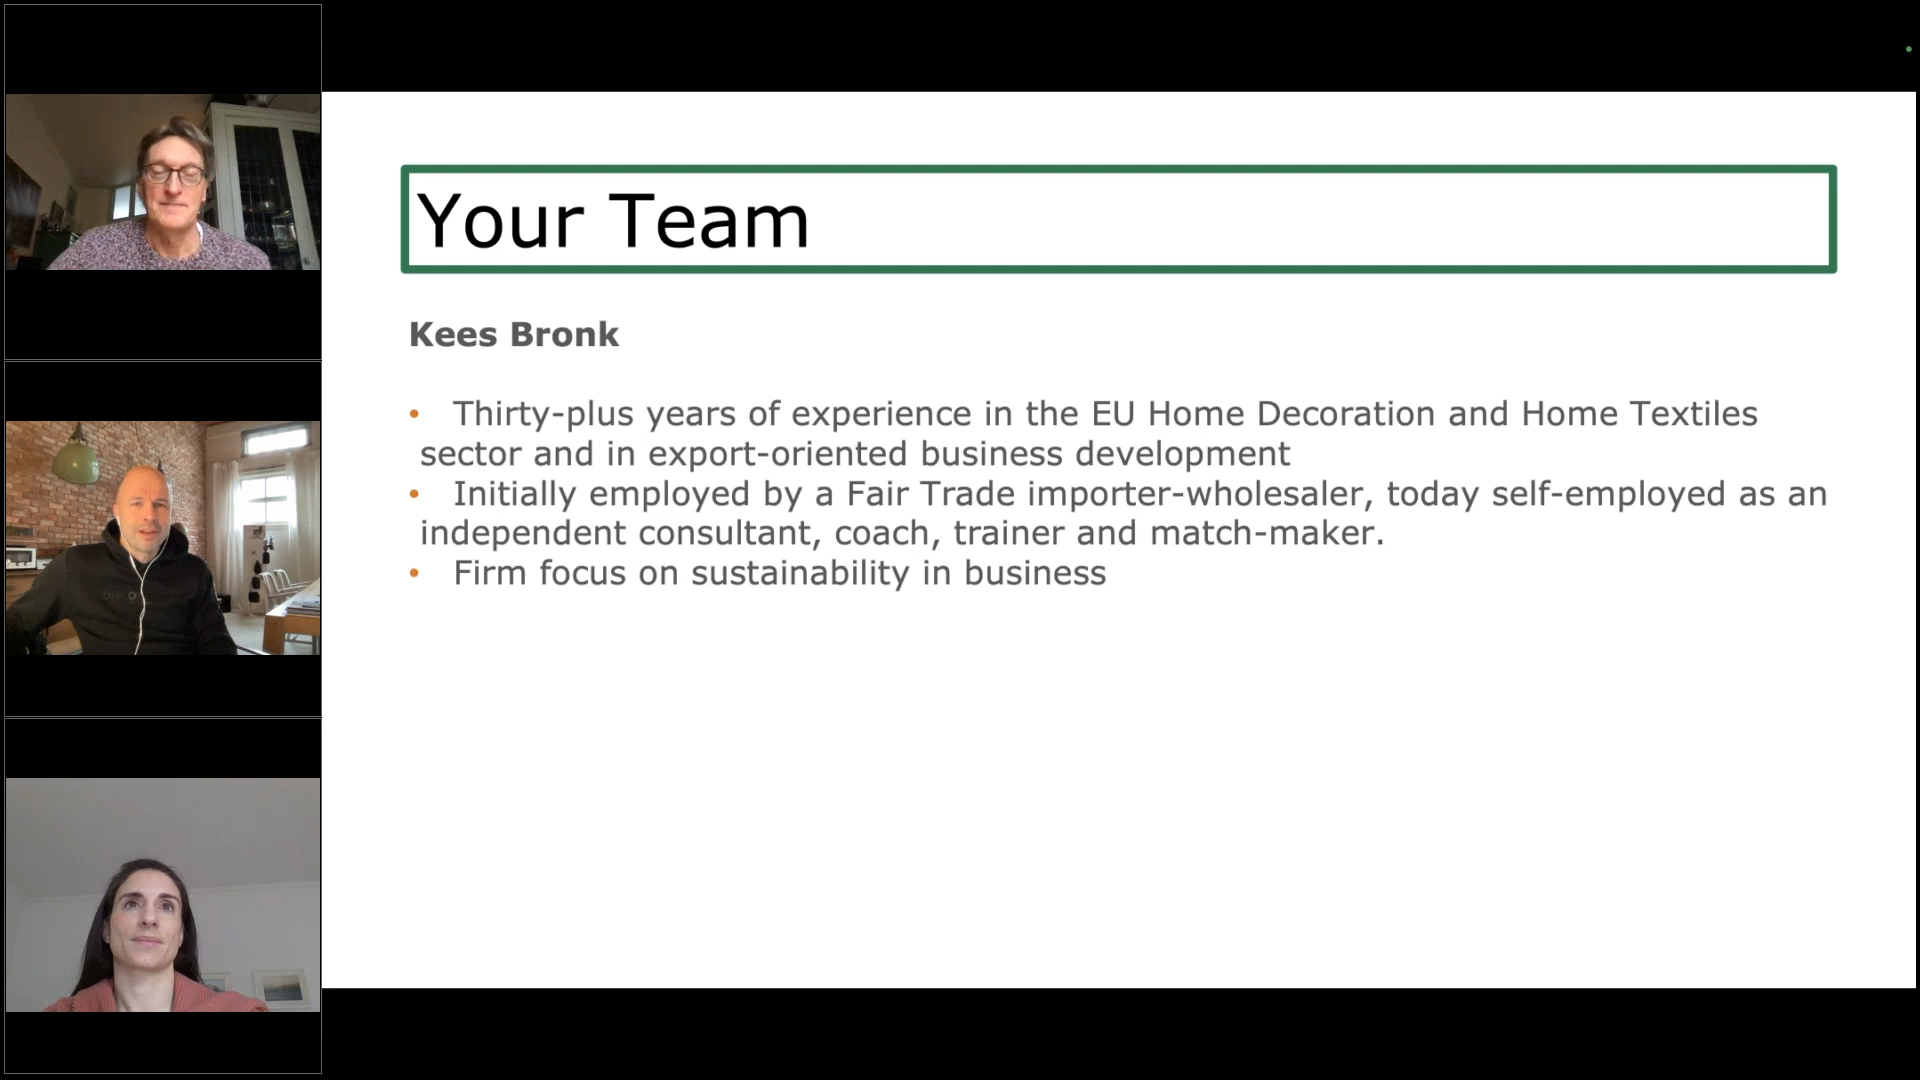 Your Team
Kees Bronk
• Thirty-plus years of experience in the EU Home Decoration and Home Textiles
sector and in export-oriented business development
• Initially employed by a Fair Trade importer-wholesaler, today self-employed as an
independent consultant, coach, trainer and match-maker.
• Firm focus on sustainability in business